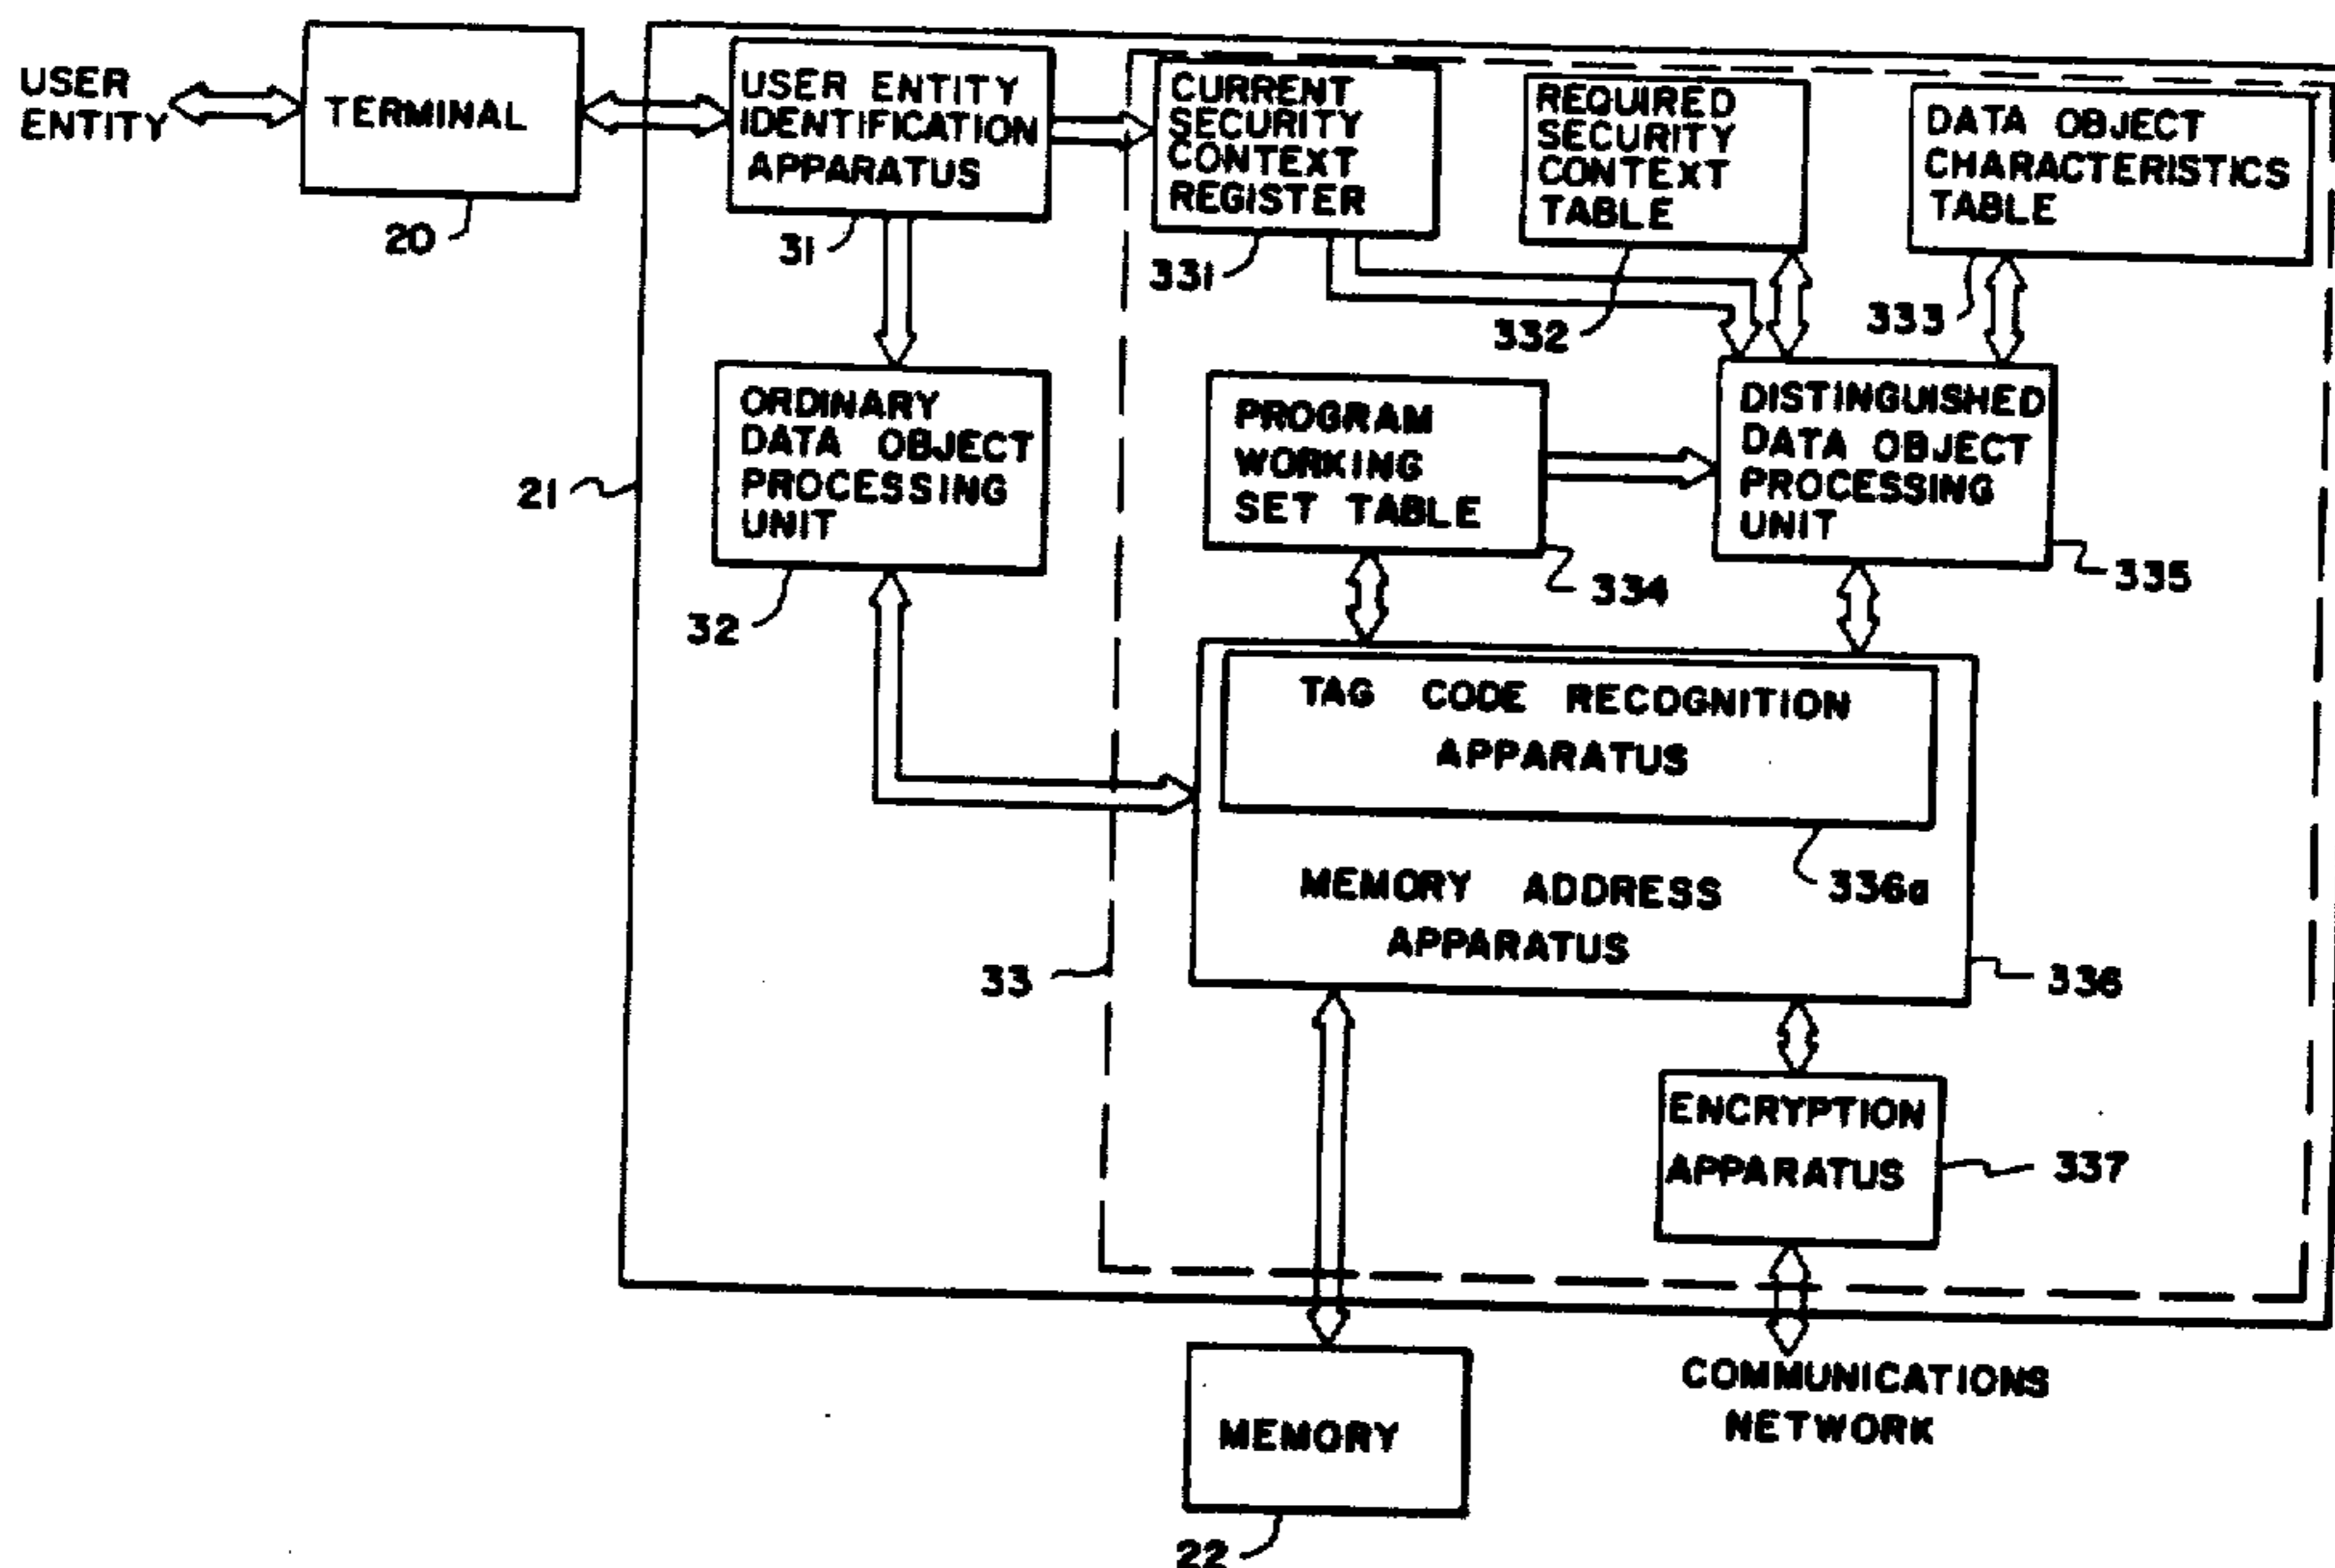 USER
ENTITY
TERMINAL
20
USER ENTITY
IDENTIFICATION
APPARATUS
31
CURRENT
SECURITY
CONTEXT
REGISTER
331
REQUIRED
SECURITY
CONTEXT
TABLE
332
DATA OBJECT
CHARACTERISTICS
TABLE
333
21
ORDINARY
DATA OBJECT
PROCESSING
UNIT
32
PROGRAM
WORKING
SET TABLE
334
DISTINGUISHED
DATA OBJECT
PROCESSING
UNIT
335
TAG CODE RECOGNITION
APPARATUS
336a
MEMORY ADDRESS
APPARATUS
336
33
ENCRYPTION
APPARATUS
337
MEMORY
22
COMMUNICATIONS
NETWORK